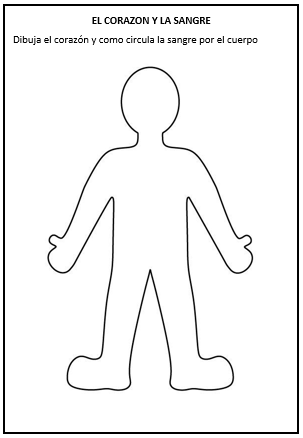 EL CORAZON Y LA SANGRE
Dibuja el corazón y como circula la sangre por el cuerpo